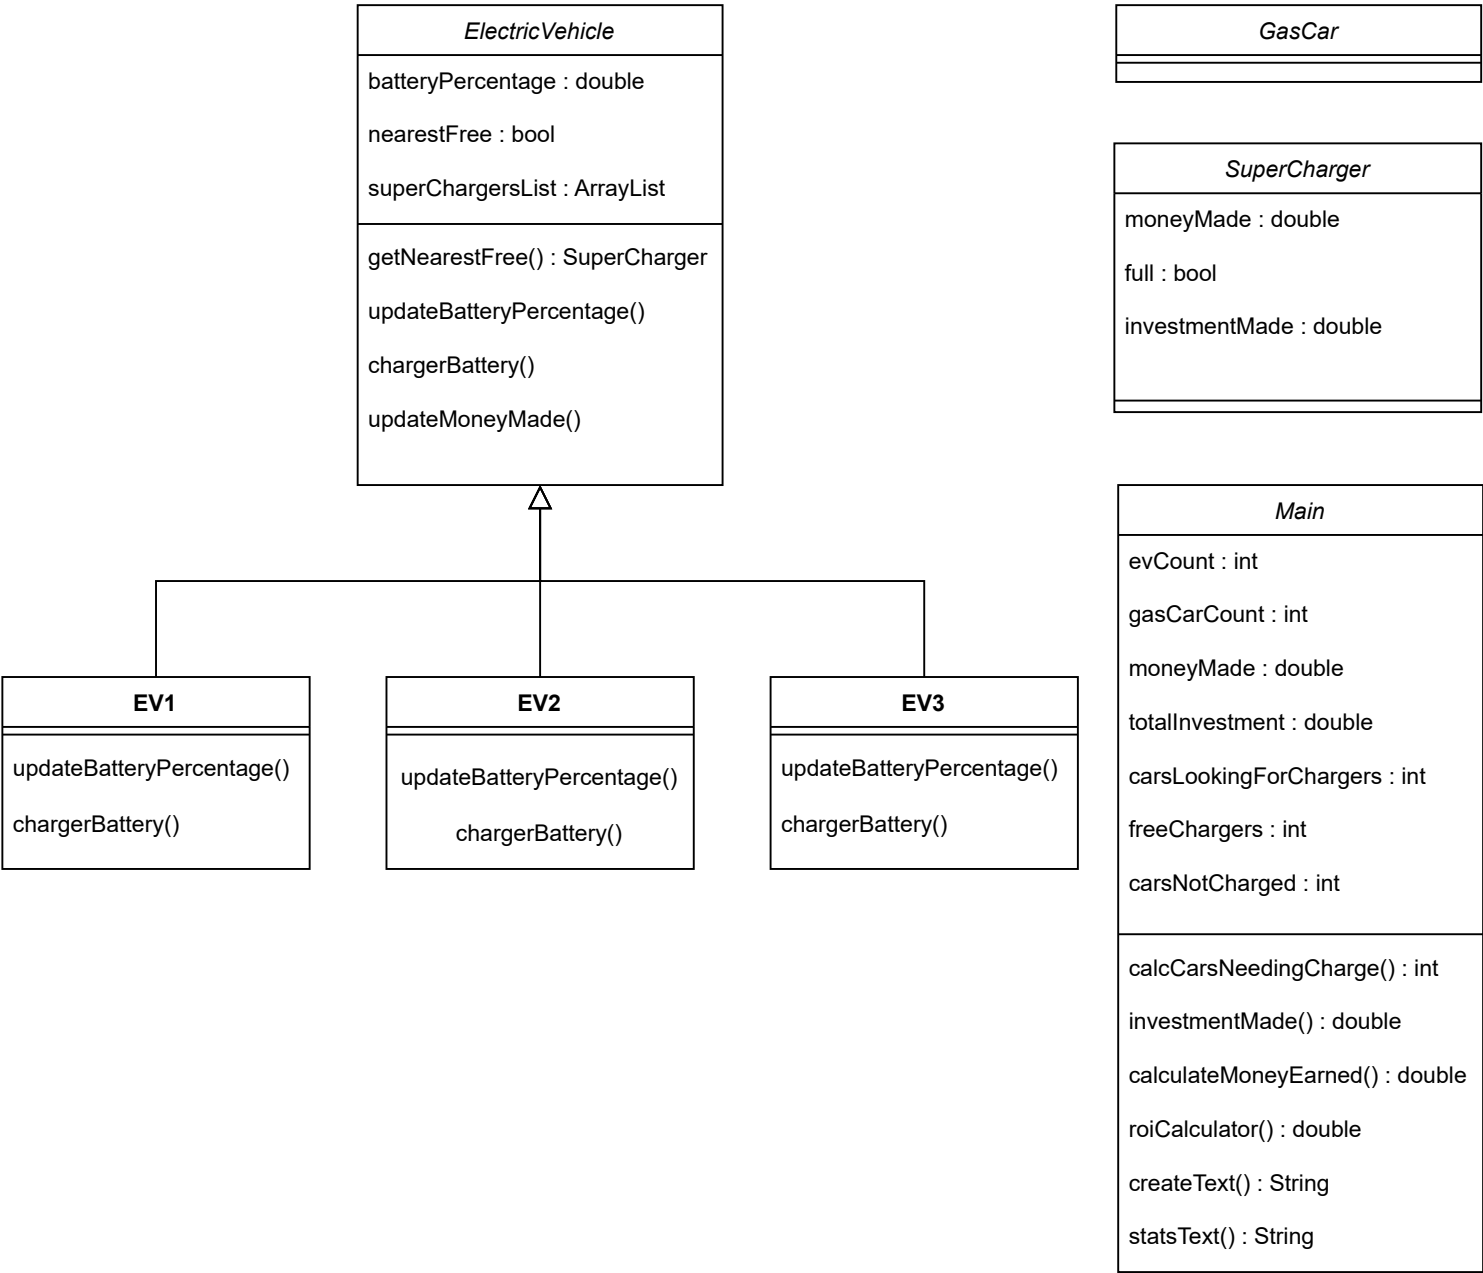 ElectricVehicle
batteryPercentage : double
nearestFree : bool
superChargersList : ArrayList
getNearestFree() : SuperCharger
updateBatteryPercentage()
chargerBattery()
updateMoneyMade()
EV1
updateBatteryPercentage()
chargerBattery()
EV2
updateBatteryPercentage()
chargerBattery()
EV3
updateBatteryPercentage()
chargerBattery()
GasCar
SuperCharger
moneyMade : double
full : bool
investmentMade : double
Main
evCount : int
gasCarCount : int
moneyMade : double
totalInvestment : double
carsLookingForChargers : int
freeChargers : int
carsNotCharged : int
calcCarsNeedingCharge() : int
investmentMade() : double
calculateMoneyEarned() : double
roiCalculator() : double
createText() : String
statsText() : String